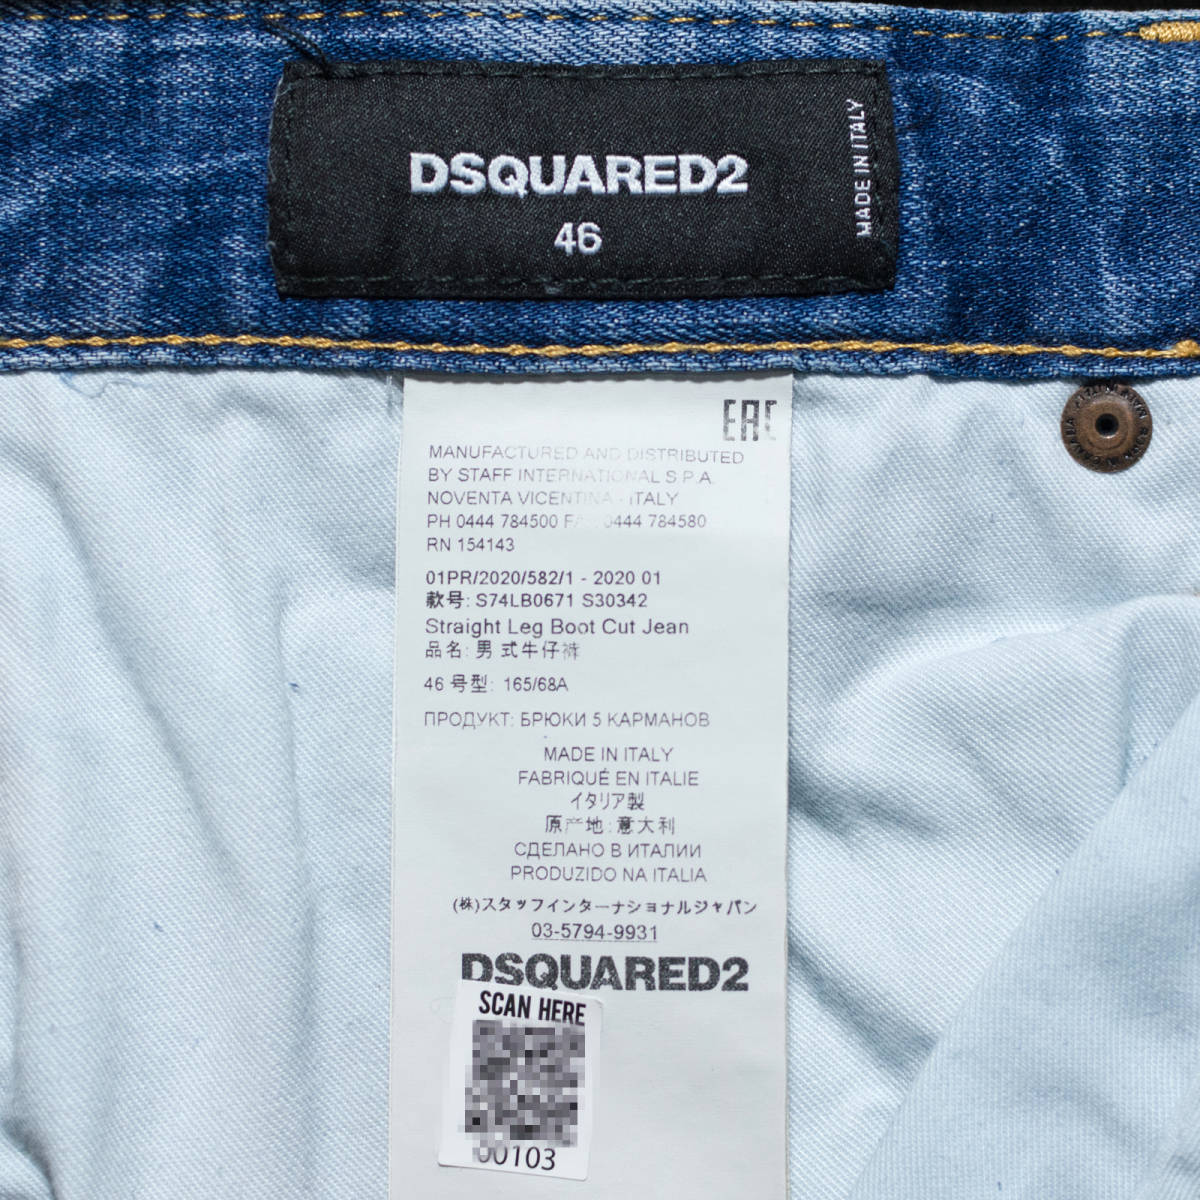 DSQUARED2
46
MADE IN ITALY
EAC
MANUFACTURED AND DISTRIBUTED
BY STAFF INTERNATIONAL S.P.A.
NOVENTA VICENTINA - ITALY
PH 0444 784500 FAX 0444 784580
RN 154143
01PR/2020/582/1 - 2020 01
款号: S74LB0671 S30342
Straight Leg Boot Cut Jean
品名: 男式牛仔裤
46 号型: 165/68A
ПРОДУКТ: БРЮКИ 5 КАРМАНОВ
MADE IN ITALY
FABRIQUÉ EN ITALIE
イタリア製
原产地: 意大利
СДЕЛАНО В ИТАЛИИ
PRODUZIDO NA ITALIA
(株)スタッフインターナショナルジャパン
03-5794-9931
DSQUARED2
SCAN HERE
00103